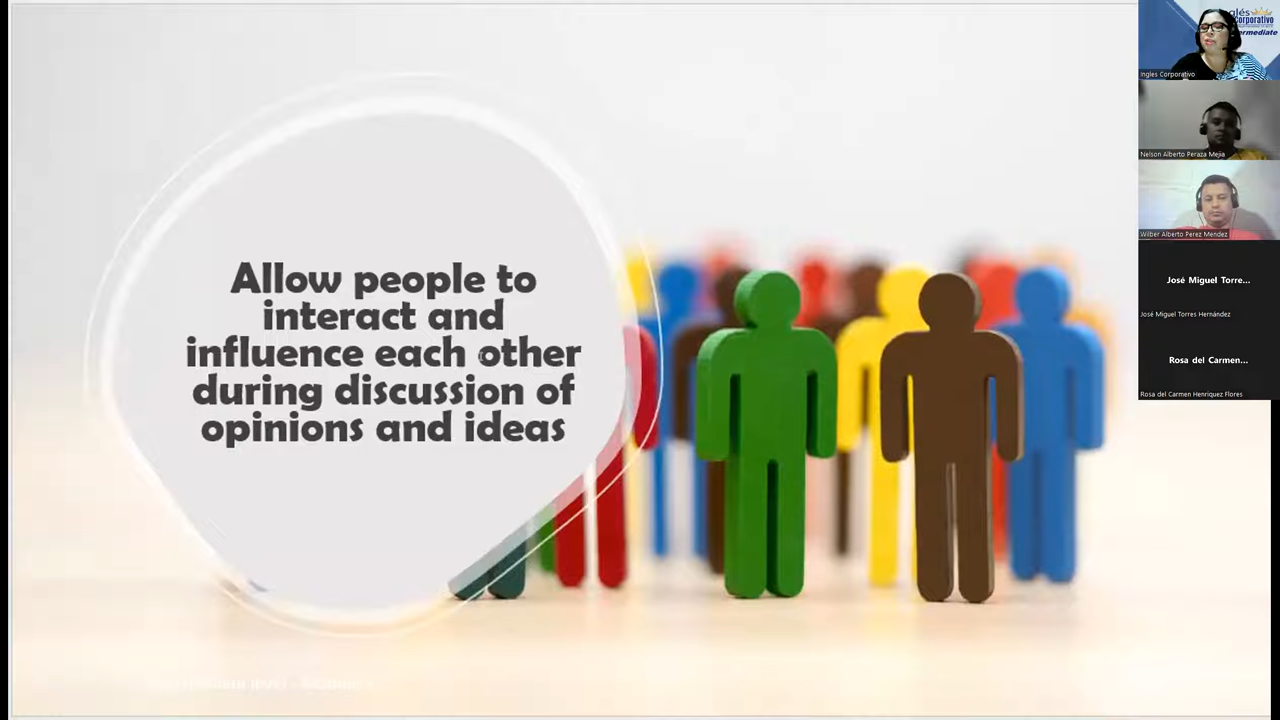 Allow people to
interact and
influence each other
during discussion of
opinions and ideas
Inglés
Corporativo
Ingles Corporativo
Nelson Alberto Peraza Mejia
Wilber Alberto Perez Mendez
José Miguel Torre...
José Miguel Torres Hernández
Rosa del Carmen...
Rosa del Carmen Henriquez Flores